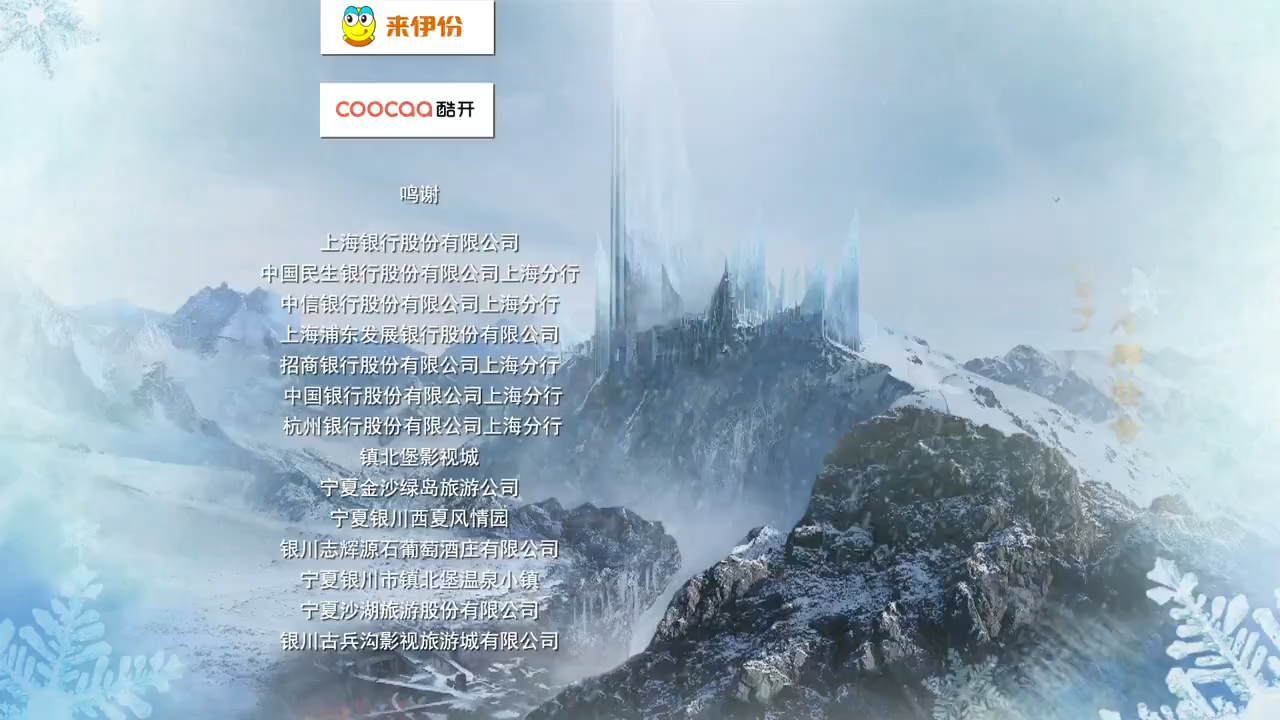 来伊份
coocaa 酷开
鸣谢
上海银行股份有限公司
中国民生银行股份有限公司上海分行
中信银行股份有限公司上海分行
上海浦东发展银行股份有限公司
招商银行股份有限公司上海分行
中国银行股份有限公司上海分行
杭州银行股份有限公司上海分行
镇北堡影视城
宁夏金沙绿岛旅游公司
宁夏银川西夏风情园
银川志辉源石葡萄酒庄有限公司
宁夏银川市镇北堡温泉小镇
宁夏沙湖旅游股份有限公司
银川古兵沟影视旅游城有限公司